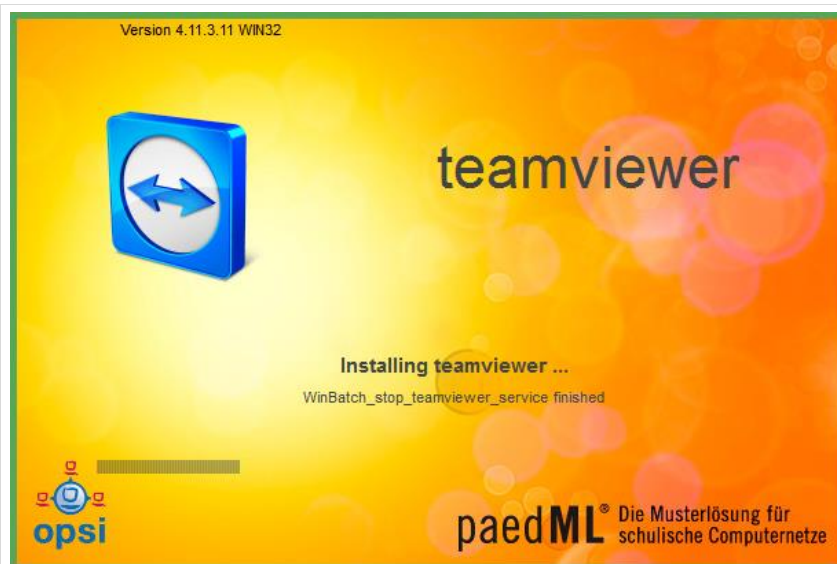 Version 4.11.3.11 WIN32
teamviewer
Installing teamviewer ...
WinBatch_stop_teamviewer_service finished
opsi
paedML® Die Musterlösung für
schulische Computernetze